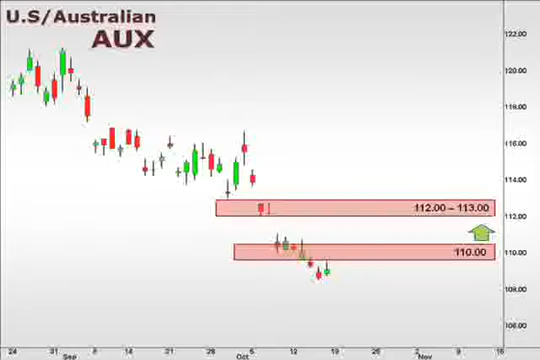 U.S/Australian
AUX
122.00
120.00
118.00
116.00
114.00
112.00 – 113.00
112.00
110.00
110.00
108.00
106.00
24 31 8 14 21 28 6 12 19 26 2 9 16
Sep Oct Nov